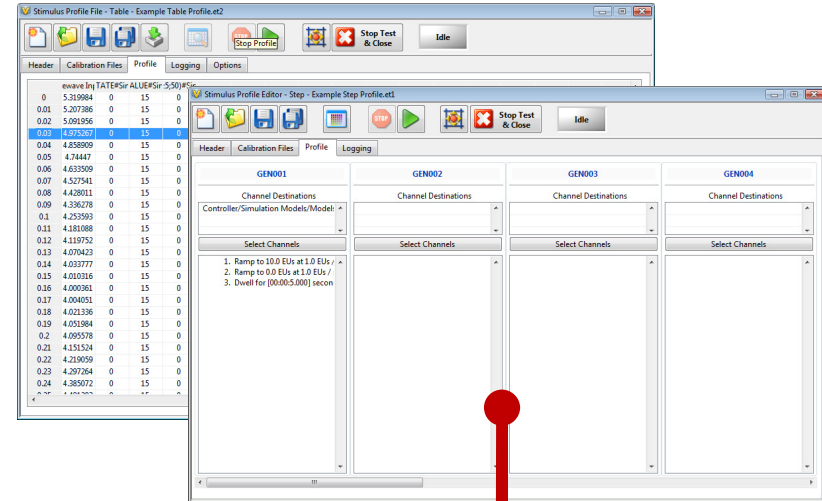 Stimulus Profile File - Table - Example Table Profile.et2
STOP
Stop Profile
Stop Test
& Close
Idle
Header Calibration Files Profile Logging Options
ewave Inp TATE#Sir ALUE#Sir :5;50)#Sir
0 5.319984 0 15 0
0.01 5.207386 0 15 0
0.02 5.091956 0 15 0
0.03 4.975267 0 15 0
0.04 4.858909 0 15 0
0.05 4.74447 0 15 0
0.06 4.633509 0 15 0
0.07 4.527541 0 15 0
0.08 4.428011 0 15 0
0.09 4.336278 0 15 0
0.1 4.253593 0 15 0
0.11 4.181088 0 15 0
0.12 4.119752 0 15 0
0.13 4.070423 0 15 0
0.14 4.033777 0 15 0
0.15 4.010316 0 15 0
0.16 4.000361 0 15 0
0.17 4.004051 0 15 0
0.18 4.021336 0 15 0
0.19 4.051984 0 15 0
0.2 4.095578 0 15 0
0.21 4.151524 0 15 0
0.22 4.219059 0 15 0
0.23 4.297264 0 15 0
0.24 4.385072 0 15 0
Stimulus Profile Editor - Step - Example Step Profile.et1
STOP
Stop Test
& Close
Idle
Header Calibration Files Profile Logging
GEN001 GEN002 GEN003 GEN004
Channel Destinations Channel Destinations Channel Destinations Channel Destinations
Controller/Simulation Models/Models
Select Channels Select Channels Select Channels Select Channels
1. Ramp to 10.0 EUs at 1.0 EUs /
2. Ramp to 0.0 EUs at 1.0 EUs /
3. Dwell for [00:00:5.000] secon